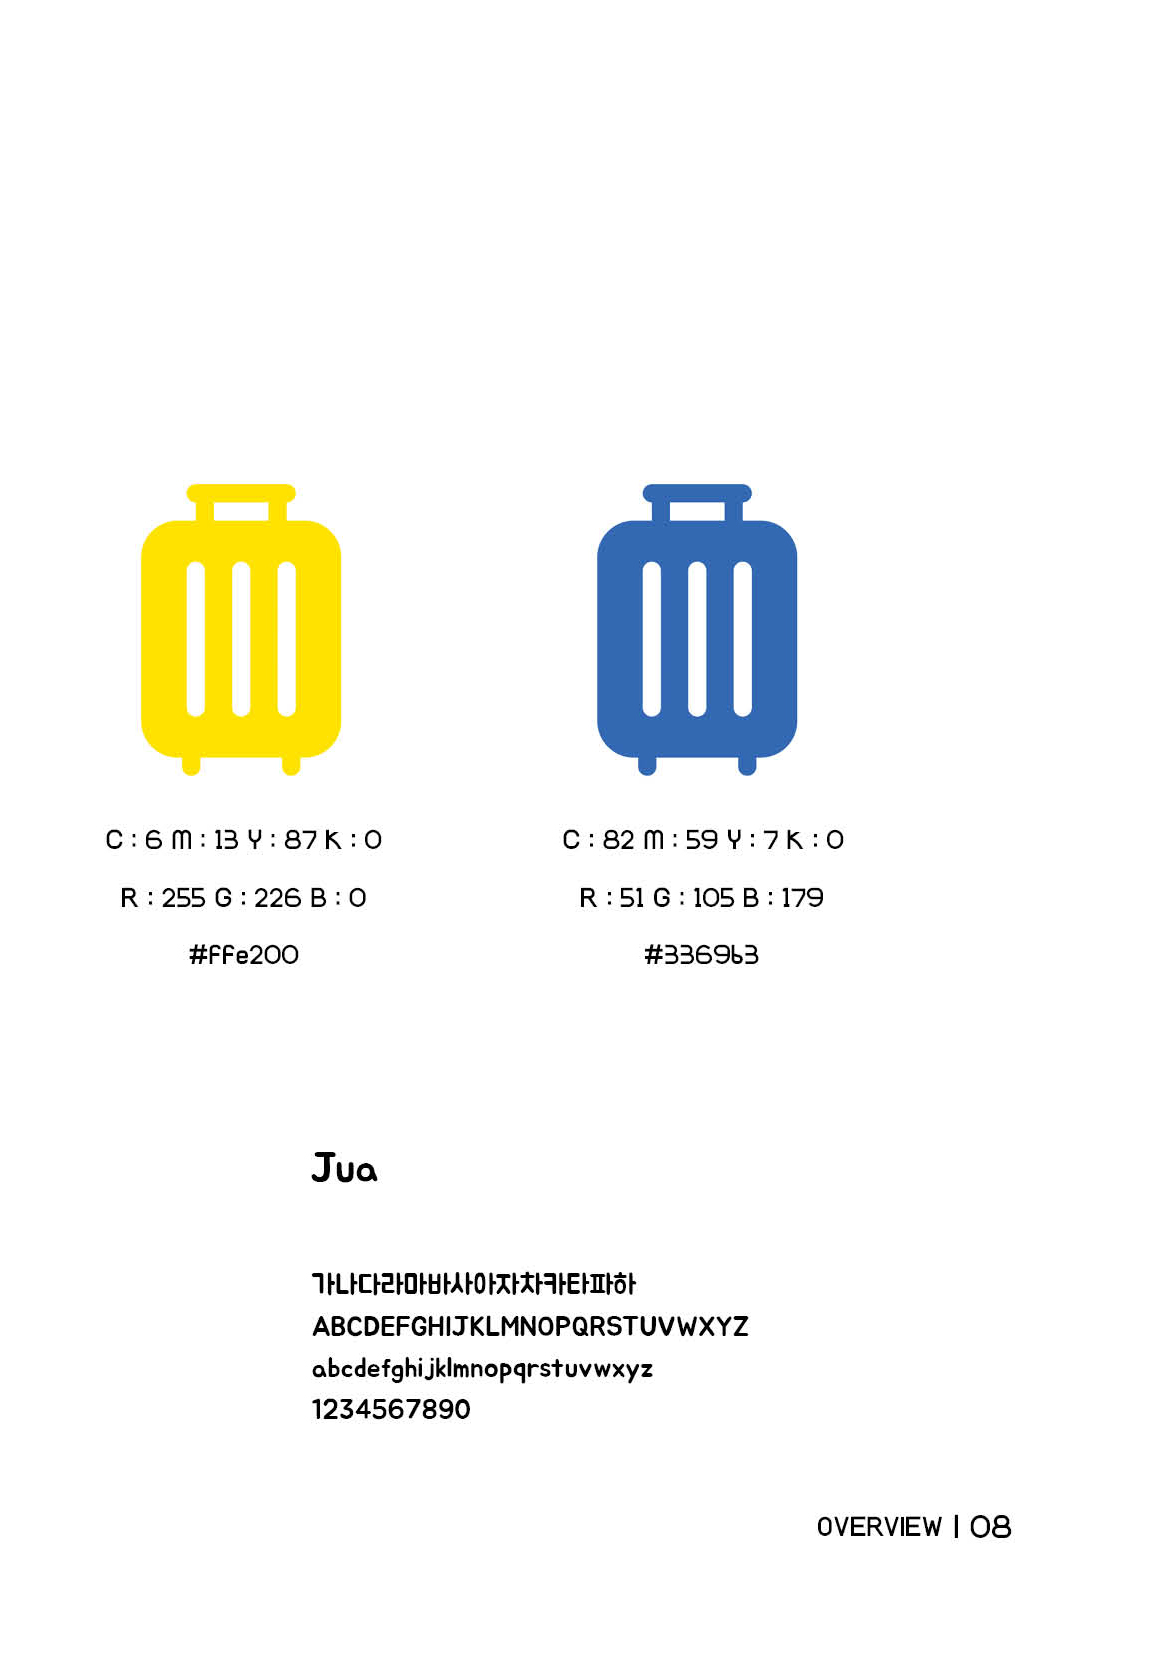 C : 6 M : 13 Y : 87 K : 0
C : 82 M : 59 Y : 7 K : 0
R : 255 G : 226 B : 0
R : 51 G : 105 B : 179
#ffe200
#3369b3
Jua
가나다라마바사아자차카타파하
ABCDEFGHIJKLMNOPQRSTUVWXYZ
abcdefghijklmnopqrstuvwxyz
1234567890
OVERVIEW | 08